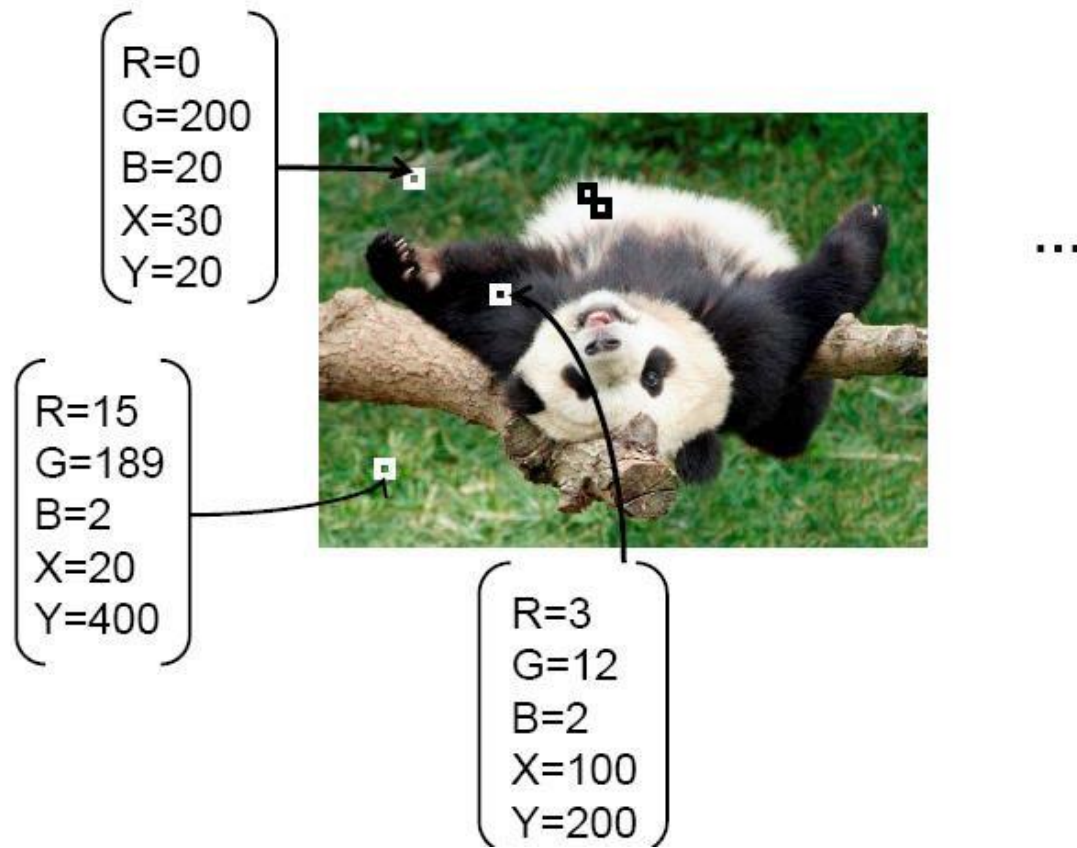 R=0
G=200
B=20
X=30
Y=20
...
R=15
G=189
B=2
X=20
Y=400
R=3
G=12
B=2
X=100
Y=200